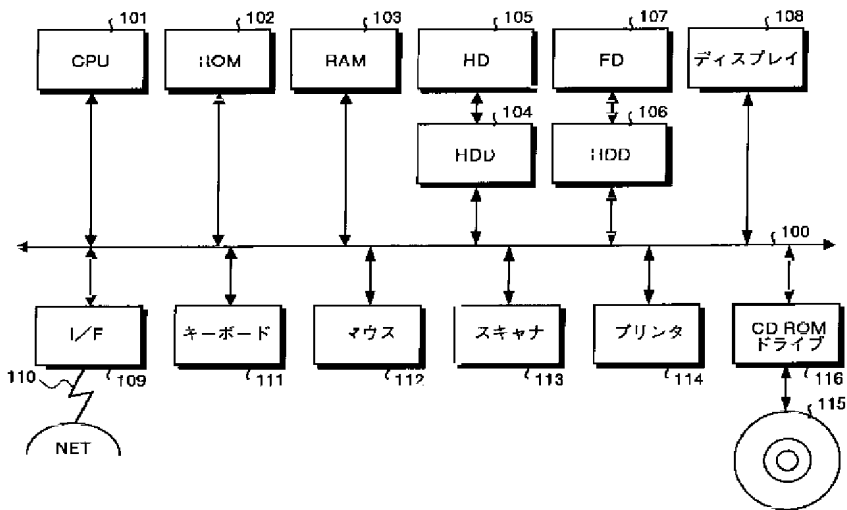 101
102
103
105
107
108
CPU
ROM
RAM
HD
FD
ディスプレイ
104
106
HDD
HDD
100
I/F
キーボード
マウス
スキャナ
プリンタ
CD ROM
ドライブ
110
109
111
112
113
114
116
115
NET